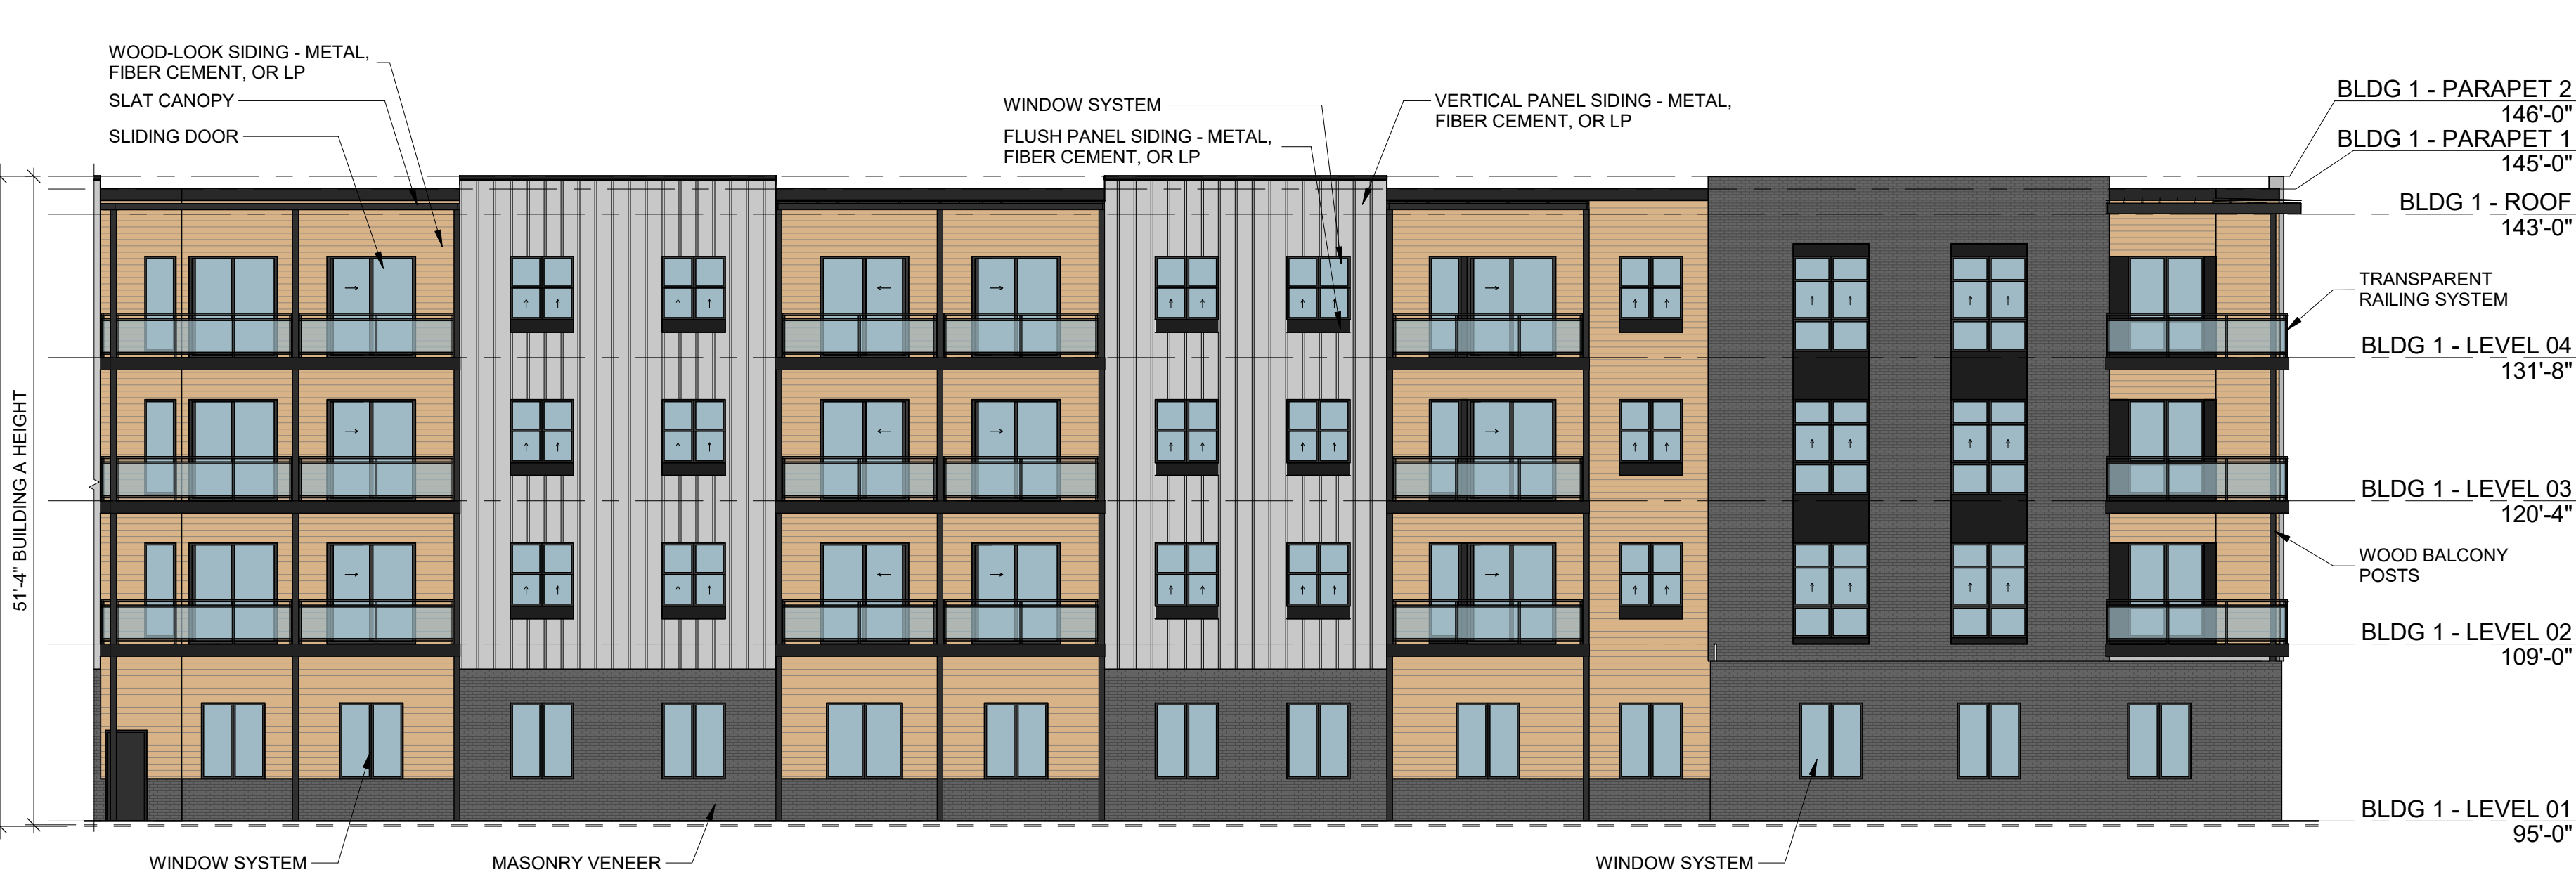 WOOD-LOOK SIDING - METAL,
FIBER CEMENT, OR LP
SLAT CANOPY
SLIDING DOOR
WINDOW SYSTEM
FLUSH PANEL SIDING - METAL,
FIBER CEMENT, OR LP
VERTICAL PANEL SIDING - METAL,
FIBER CEMENT, OR LP
BLDG 1 - PARAPET 2
146'-0"
BLDG 1 - PARAPET 1
145'-0"
BLDG 1 - ROOF
143'-0"
TRANSPARENT
RAILING SYSTEM
BLDG 1 - LEVEL 04
131'-8"
51'-4" BUILDING A HEIGHT
BLDG 1 - LEVEL 03
120'-4"
WOOD BALCONY
POSTS
BLDG 1 - LEVEL 02
109'-0"
BLDG 1 - LEVEL 01
95'-0"
WINDOW SYSTEM
MASONRY VENEER
WINDOW SYSTEM